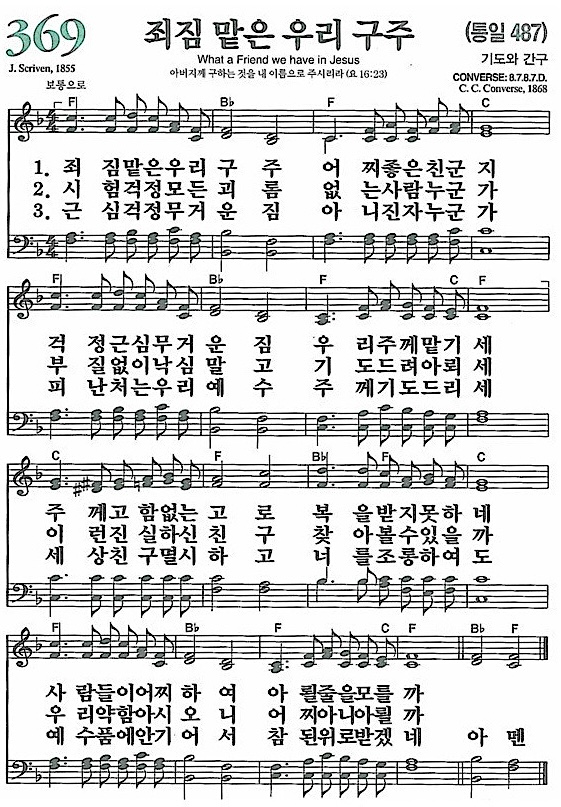 369
죄짐 맡은 우리 구주
(통일 487)
What a Friend we have in Jesus
J. Scriven, 1855
아버지께 구하는 것을 내 이름으로 주시리라 (요 16:23)
기도와 간구
보통으로
CONVERSE: 8.7.8.7.D.
C. C. Converse, 1868
F B♭ F C
1. 죄 짐맡은우리 구 주 어 찌좋은친군 지
2. 시 험걱정모든 괴 롬 없 는사람누군 가
3. 근 심걱정무거 운 짐 아 니진자누군 가
F B♭ F C F
걱 정근심무거 운 짐 우 리주께맡기 세
부 질없이낙심 말 고 기 도드려아뢰 세
피 난처는우리 예 수 주 께기도드리 세
C F B♭ F C
주 께고함없는 고 로 복 을받지못하 네
이 런진실하신 친 구 찾 아볼수있을 까
세 상친구멸시 하 고 너 를조롱하여 도
F B♭ F C F B♭ F
사 람들이어찌 하 여 아 뢸줄을모를 까
우 리약함아시 오 니 어 찌아니아뢸 까
예 수품에안기 어 서 참 된위로받겠 네 아 멘